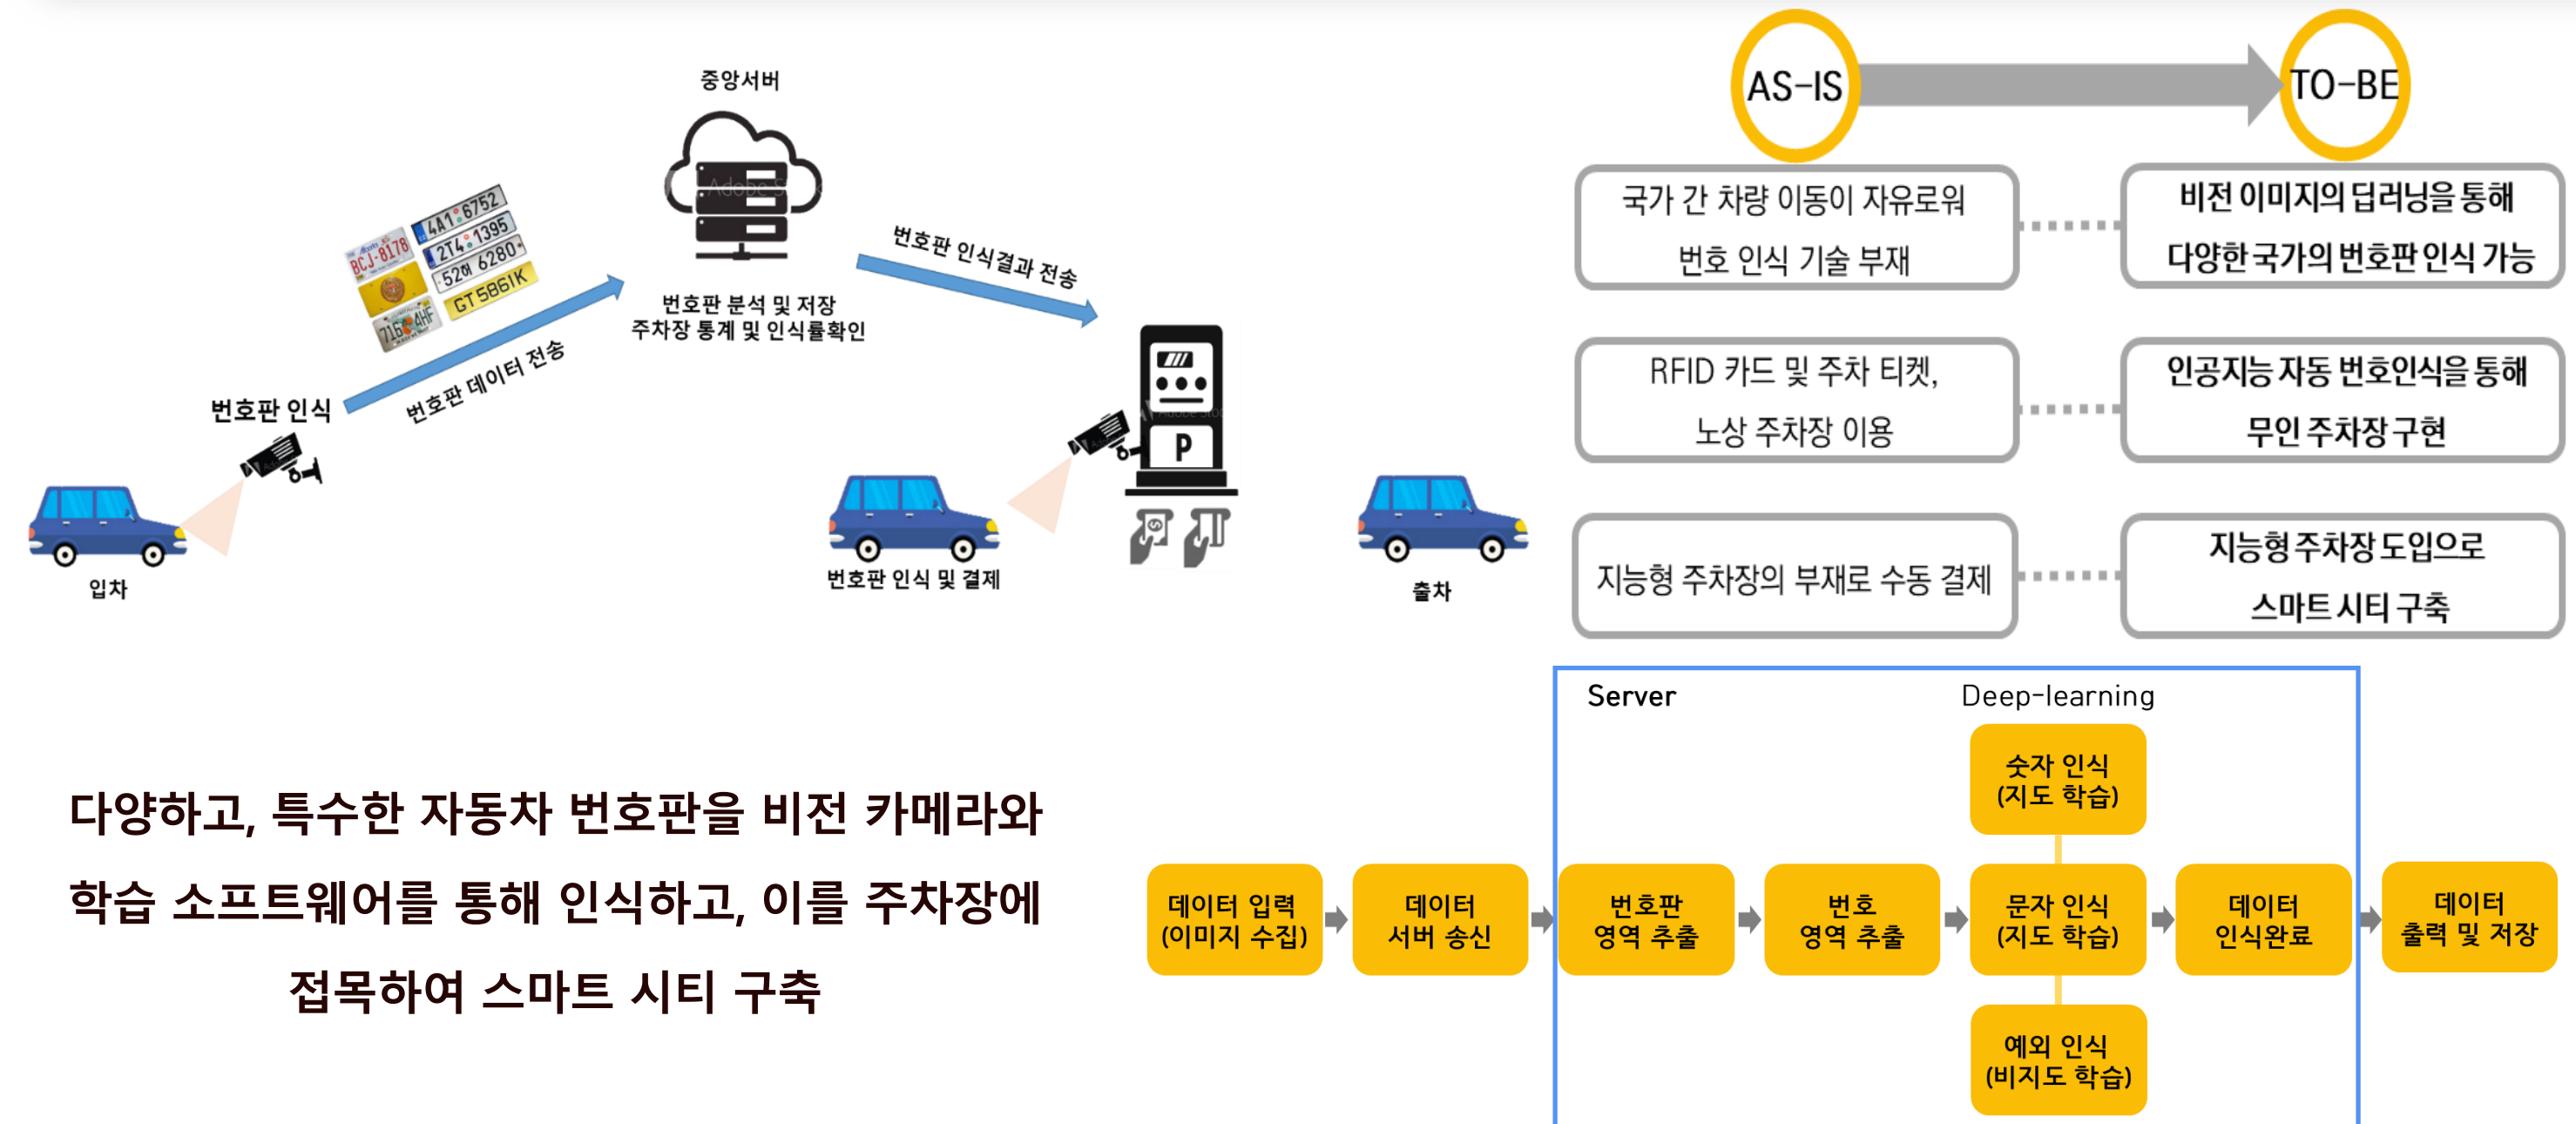 중앙서버
번호판 분석 및 저장
주차장 통계 및 인식률확인
BCJ-8178
4A1 6752
2T4 1395
52허 6280
GT5861K
716 4HF
번호판 인식
번호판 데이터 전송
번호판 인식결과 전송
P
입차
번호판 인식 및 결제
출차
AS-IS
TO-BE
국가 간 차량 이동이 자유로워
번호 인식 기술 부재
비전 이미지의 딥러닝을 통해
다양한 국가의 번호판 인식 가능
RFID 카드 및 주차 티켓,
노상 주차장 이용
인공지능 자동 번호인식을 통해
무인 주차장 구현
지능형 주차장의 부재로 수동 결제
지능형 주차장 도입으로
스마트 시티 구축
다양하고, 특수한 자동차 번호판을 비전 카메라와
학습 소프트웨어를 통해 인식하고, 이를 주차장에
접목하여 스마트 시티 구축
Server
Deep-learning
데이터 입력
(이미지 수집)
데이터
서버 송신
번호판
영역 추출
번호
영역 추출
숫자 인식
(지도 학습)
문자 인식
(지도 학습)
예외 인식
(비지도 학습)
데이터
인식완료
데이터
출력 및 저장